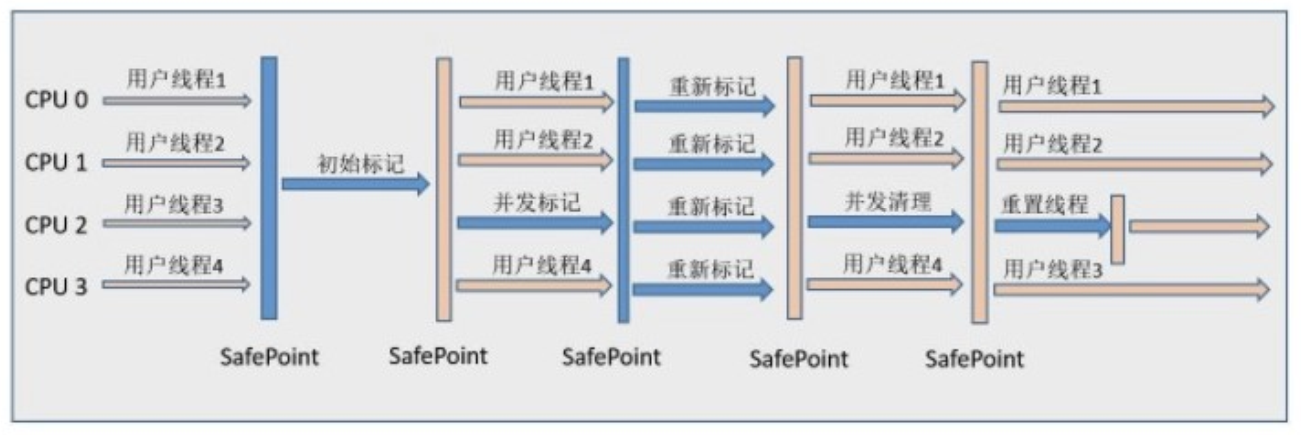 CPU 0
用户线程1
用户线程1
重新标记
用户线程1
用户线程1
CPU 1
用户线程2
初始标记
用户线程2
重新标记
用户线程2
用户线程2
CPU 2
用户线程3
并发标记
重新标记
并发清理
重置线程
CPU 3
用户线程4
用户线程4
重新标记
用户线程4
用户线程3
SafePoint
SafePoint
SafePoint
SafePoint
SafePoint